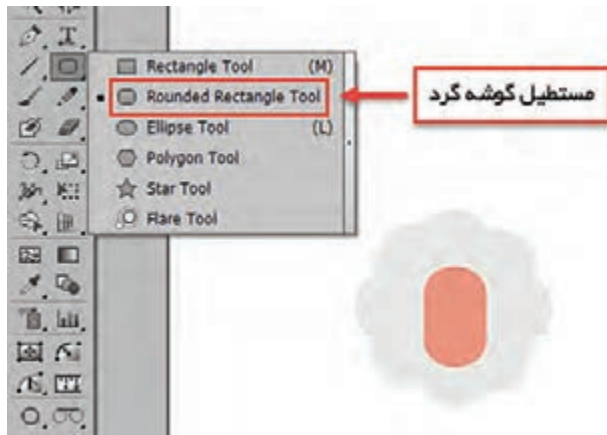 Rectangle Tool (M)
Rounded Rectangle Tool
مستطیل گوشه گرد
Ellipse Tool (L)
Polygon Tool
Star Tool
Flare Tool